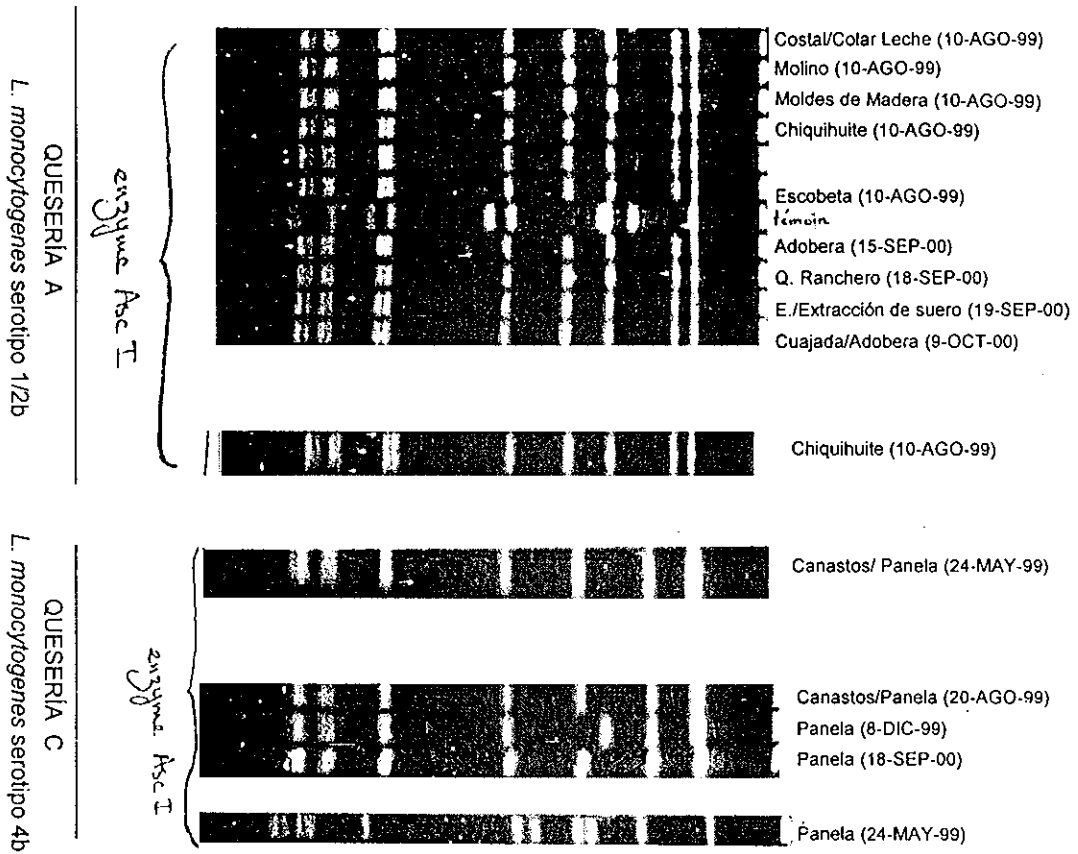 Costal/Colar Leche (10-AGO-99)
Molino (10-AGO-99)
Moldes de Madera (10-AGO-99)
Chiquihuite (10-AGO-99)
Escobeta (10-AGO-99)
témoin
Adobera (15-SEP-00)
Q. Ranchero (18-SEP-00)
E./Extracción de suero (19-SEP-00)
Cuajada/Adobera (9-OCT-00)
Chiquihuite (10-AGO-99)
enzyme Asc I
QUESERÍA A
L. monocytogenes serotipo 1/2b
Canastos/ Panela (24-MAY-99)
Canastos/Panela (20-AGO-99)
Panela (8-DIC-99)
Panela (18-SEP-00)
Panela (24-MAY-99)
enzyme Asc I
QUESERÍA C
L. monocytogenes serotipo 4b